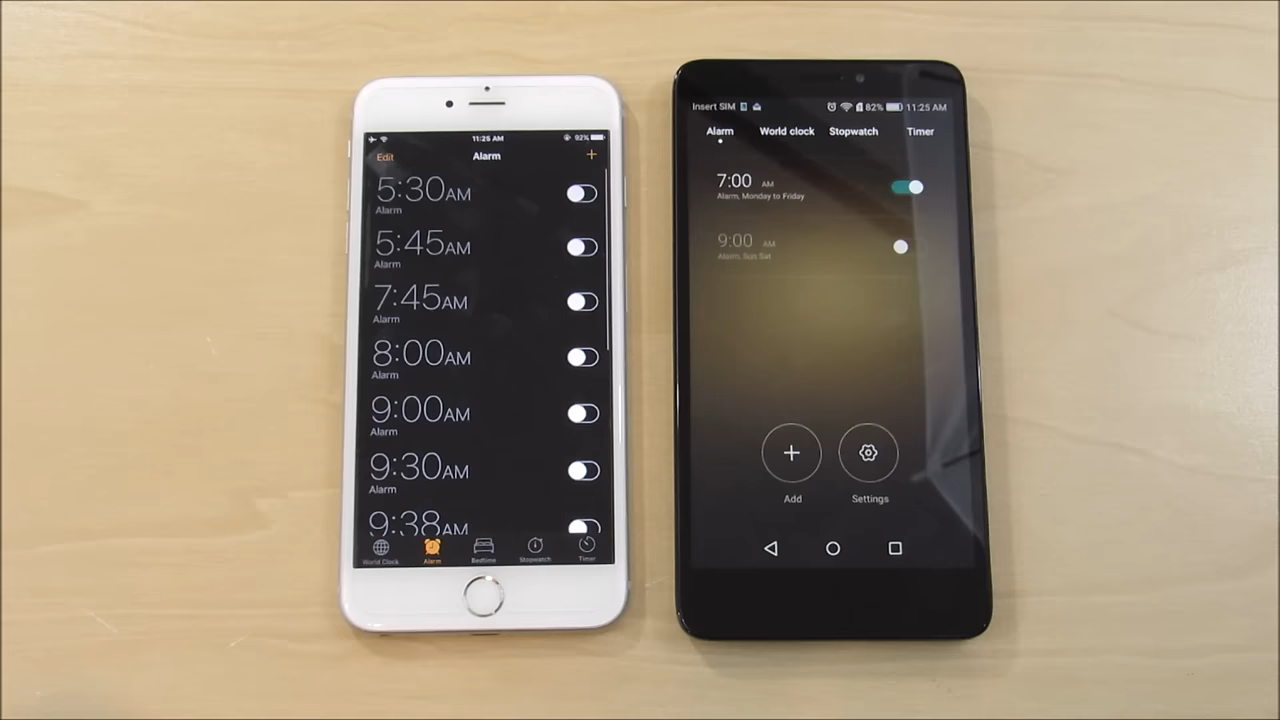 11:25 AM
92%
Edit
Alarm
5:30AM
Alarm
5:45AM
Alarm
7:45AM
Alarm
8:00AM
Alarm
9:00AM
Alarm
9:30AM
Alarm
9:38AM
World Clock Alarm Bedtime Stopwatch Timer
Insert SIM 82% 11:25 AM
Alarm World clock Stopwatch Timer
7:00 AM
Alarm, Monday to Friday
9:00 AM
Alarm, Sun Sat
Add Settings